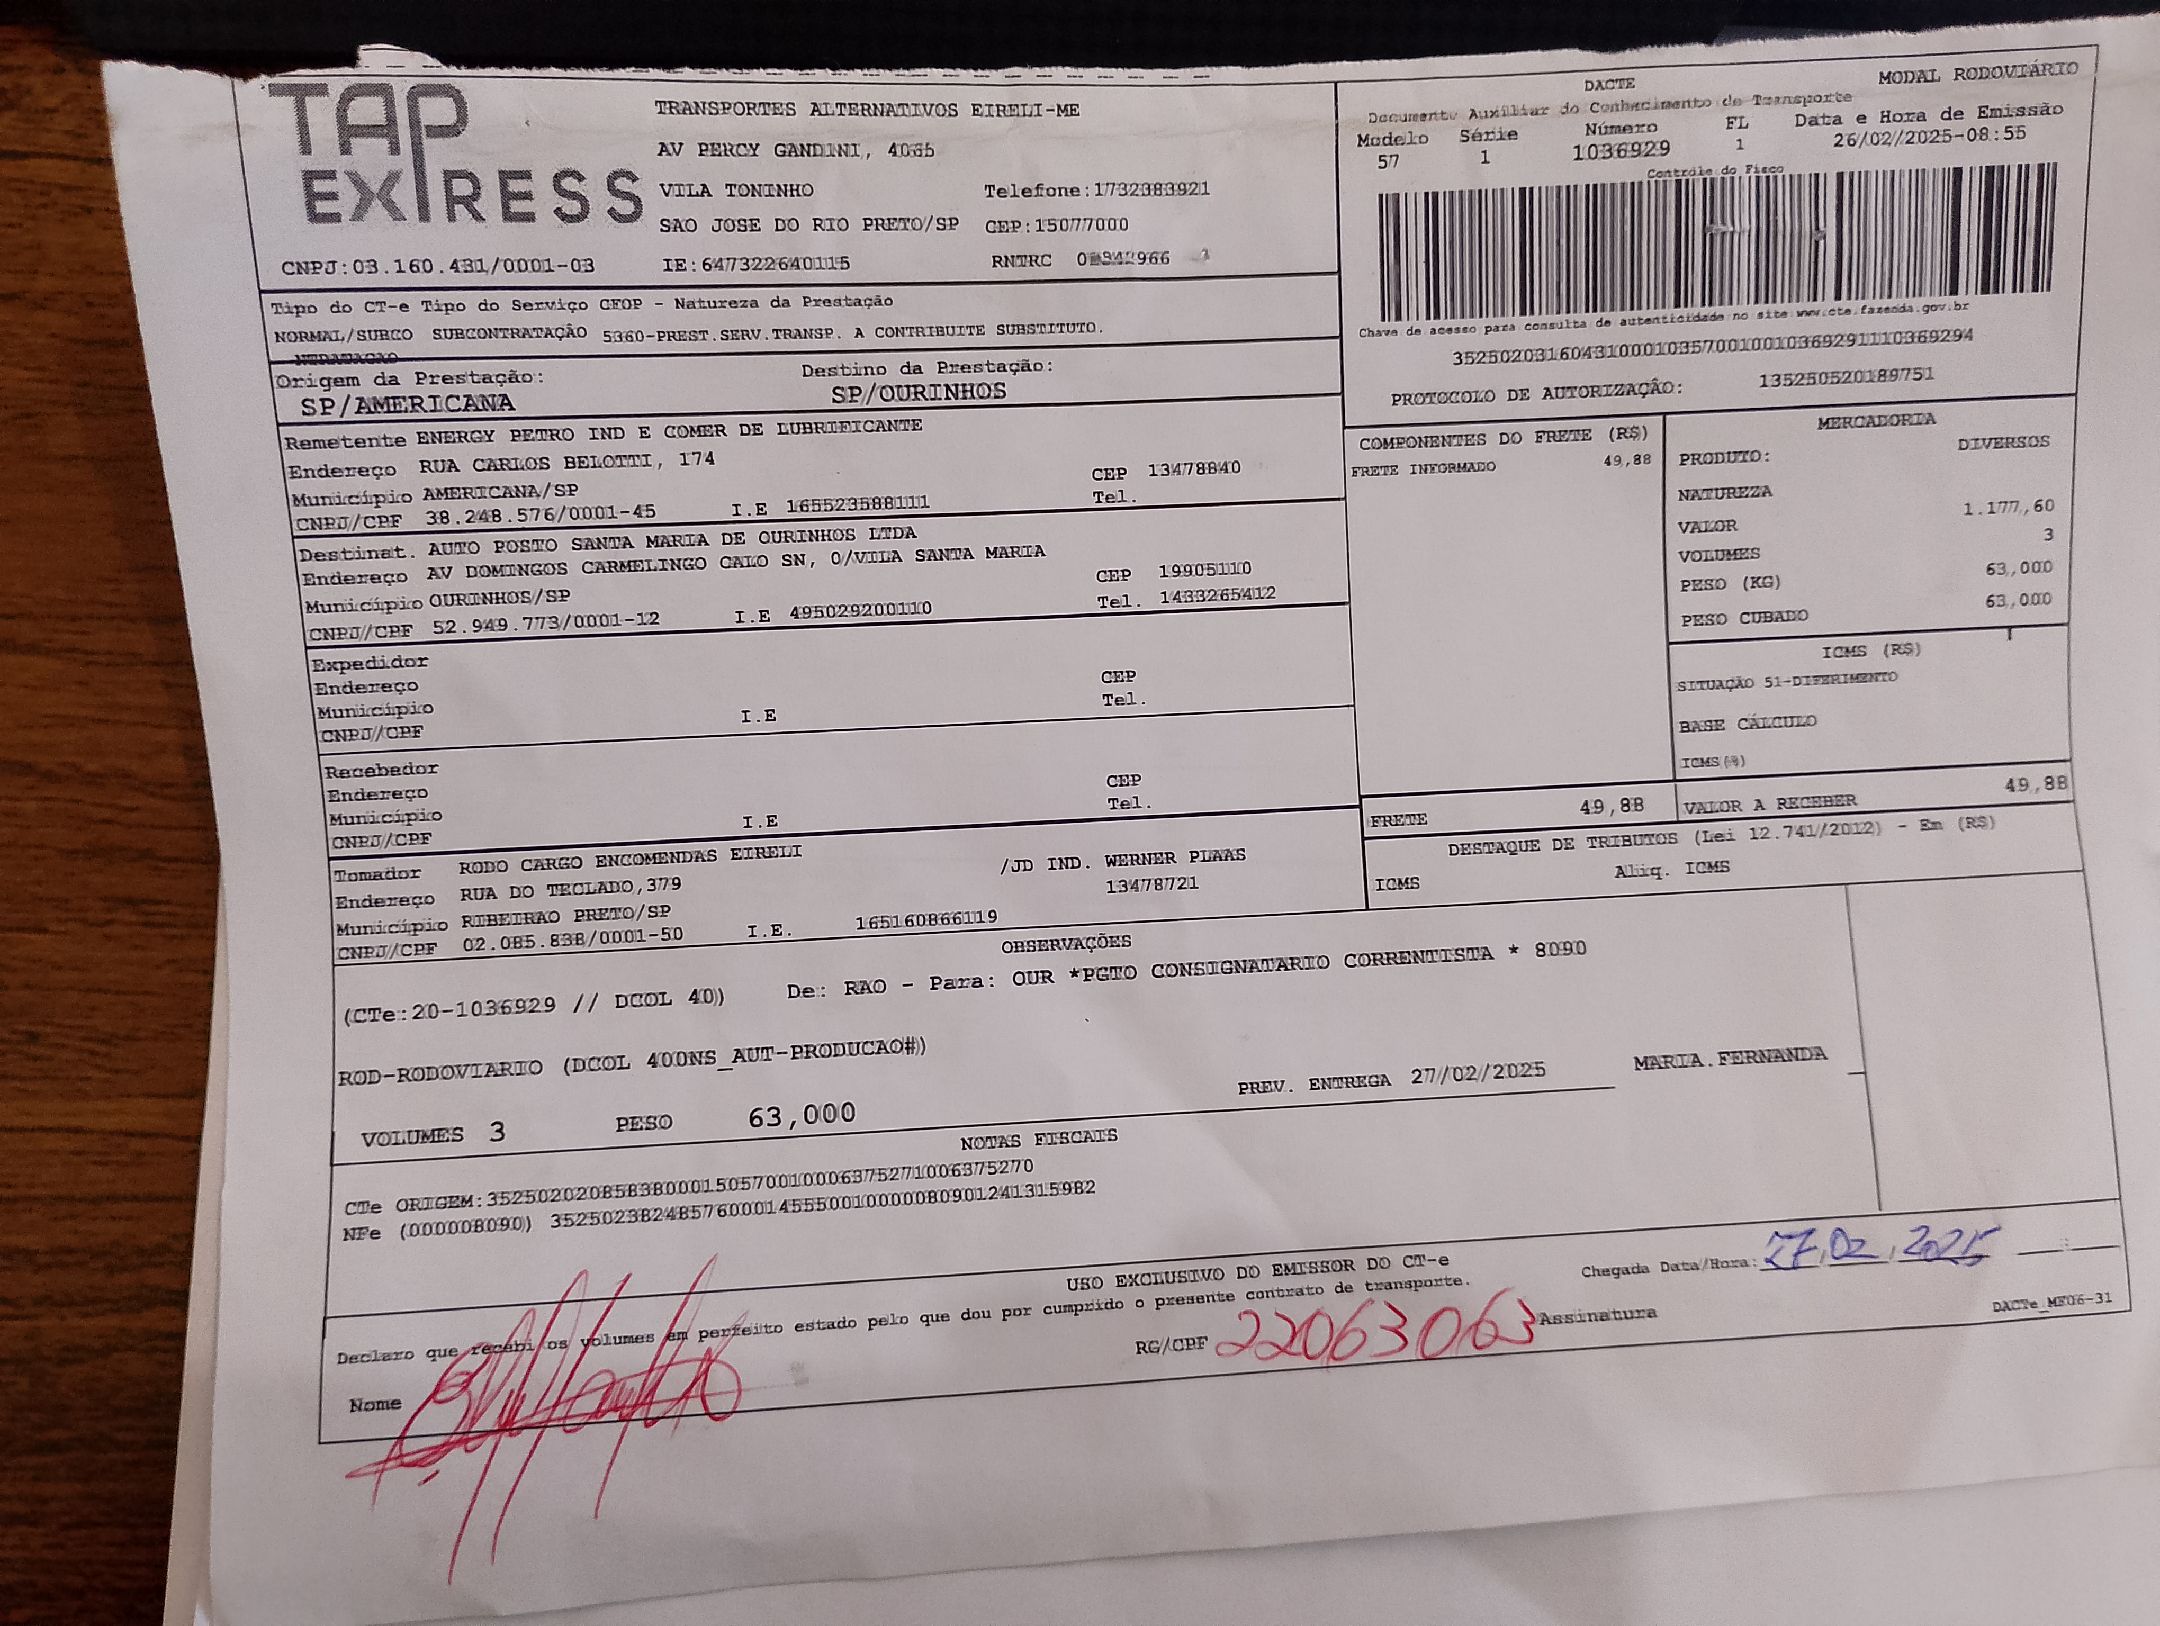 TAP EXPRESS
TRANSPORTES ALTERNATIVOS EIRELI-ME
AV PERCY GANDINI, 4065
VILA TONINHO Telefone:1732383921
SAO JOSE DO RIO PRETO/SP CEP:15077000
CNPJ:03.160.431/0001-03 IE:647322640115 RNTRC
DACTE MODAL RODOVIÁRIO
Documento Auxiliar do Conhecimento de Transporte
Modelo Série Número FL Data e Hora de Emissão
57 1 1036929 1 26/02/2025-08:55
Controle do Fisco
Chave de acesso para consulta de autenticidade no site www.cte.fazenda.gov.br
35250203160431000103570010010369291110369294
PROTOCOLO DE AUTORIZAÇÃO: 135250520189751
Tipo do CT-e Tipo do Serviço CFOP - Natureza da Prestação
NORMAL/SUBCO SUBCONTRATAÇÃO 5360-PREST.SERV.TRANSP. A CONTRIBUITE SUBSTITUTO.
NTRATACAO
Origem da Prestação: Destino da Prestação:
SP/AMERICANA SP/OURINHOS
Remetente ENERGY PETRO IND E COMER DE LUBRIFICANTE
Endereço RUA CARLOS BELOTTI, 174 CEP 13478840
Município AMERICANA/SP Tel.
CNPJ/CPF 38.248.576/0001-45 I.E 165523588111
Destinat. AUTO POSTO SANTA MARIA DE OURINHOS LTDA
Endereço AV DOMINGOS CARMELINGO CALO SN, 0/VILA SANTA MARIA CEP 19905110
Município OURINHOS/SP Tel. 1433265412
CNPJ/CPF 52.949.773/0001-12 I.E 495029200110
Expedidor
Endereço CEP
Município Tel.
CNPJ/CPF I.E
Recebedor
Endereço CEP
Município Tel.
CNPJ/CPF I.E
Tomador RODO CARGO ENCOMENDAS EIRELI
Endereço RUA DO TECLADO,379 /JD IND. WERNER PLAAS
Município RIBEIRAO PRETO/SP 13478721
CNPJ/CPF 02.085.838/0001-50 I.E. 165160866119
COMPONENTES DO FRETE (R$)
FRETE INFORMADO 49,88
MERCADORIA
PRODUTO: DIVERSOS
NATUREZA
VALOR 1.177,60
VOLUMES 3
PESO (KG) 63,000
PESO CUBADO 63,000
ICMS (R$)
SITUAÇÃO 51-DIFERIMENTO
BASE CÁLCULO
ICMS(%)
FRETE 49,88 VALOR A RECEBER 49,88
DESTAQUE DE TRIBUTOS (Lei 12.741/2012) - Em (R$)
ICMS Aliq. ICMS
OBSERVAÇÕES
(CTe:20-1036929 // DCOL 40) De: RAO - Para: OUR *PGTO CONSIGNATARIO CORRENTISTA * 8090
ROD-RODOVIARIO (DCOL 400NS_AUT-PRODUCAO#)
PREV. ENTREGA 27/02/2025 MARIA.FERNANDA
VOLUMES 3 PESO 63,000
NOTAS FISCAIS
CTe ORIGEM:35250202085838000150570010006375271006375270
NFe (000008090) 35250238248576000145550010000080901241315982
USO EXCLUSIVO DO EMISSOR DO CT-e
Declaro que recebi os volumes em perfeito estado pelo que dou por cumprido o presente contrato de transporte.
Chegada Data/Hora: 27/02/2025
Nome RG/CPF 22063063 Assinatura
DACTe_MF06-31